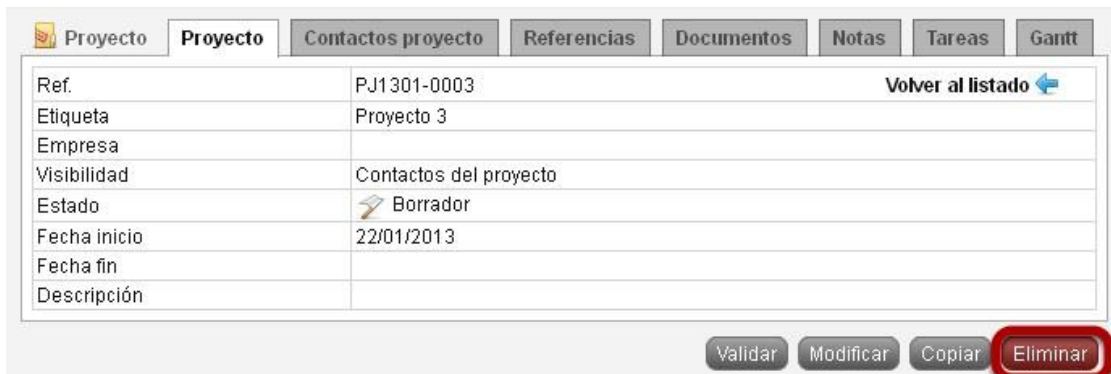 Proyecto Proyecto Contactos proyecto Referencias Documentos Notas Tareas Gantt
Ref. PJ1301-0003 Volver al listado
Etiqueta Proyecto 3
Empresa
Visibilidad Contactos del proyecto
Estado Borrador
Fecha inicio 22/01/2013
Fecha fin
Descripción
Validar Modificar Copiar Eliminar